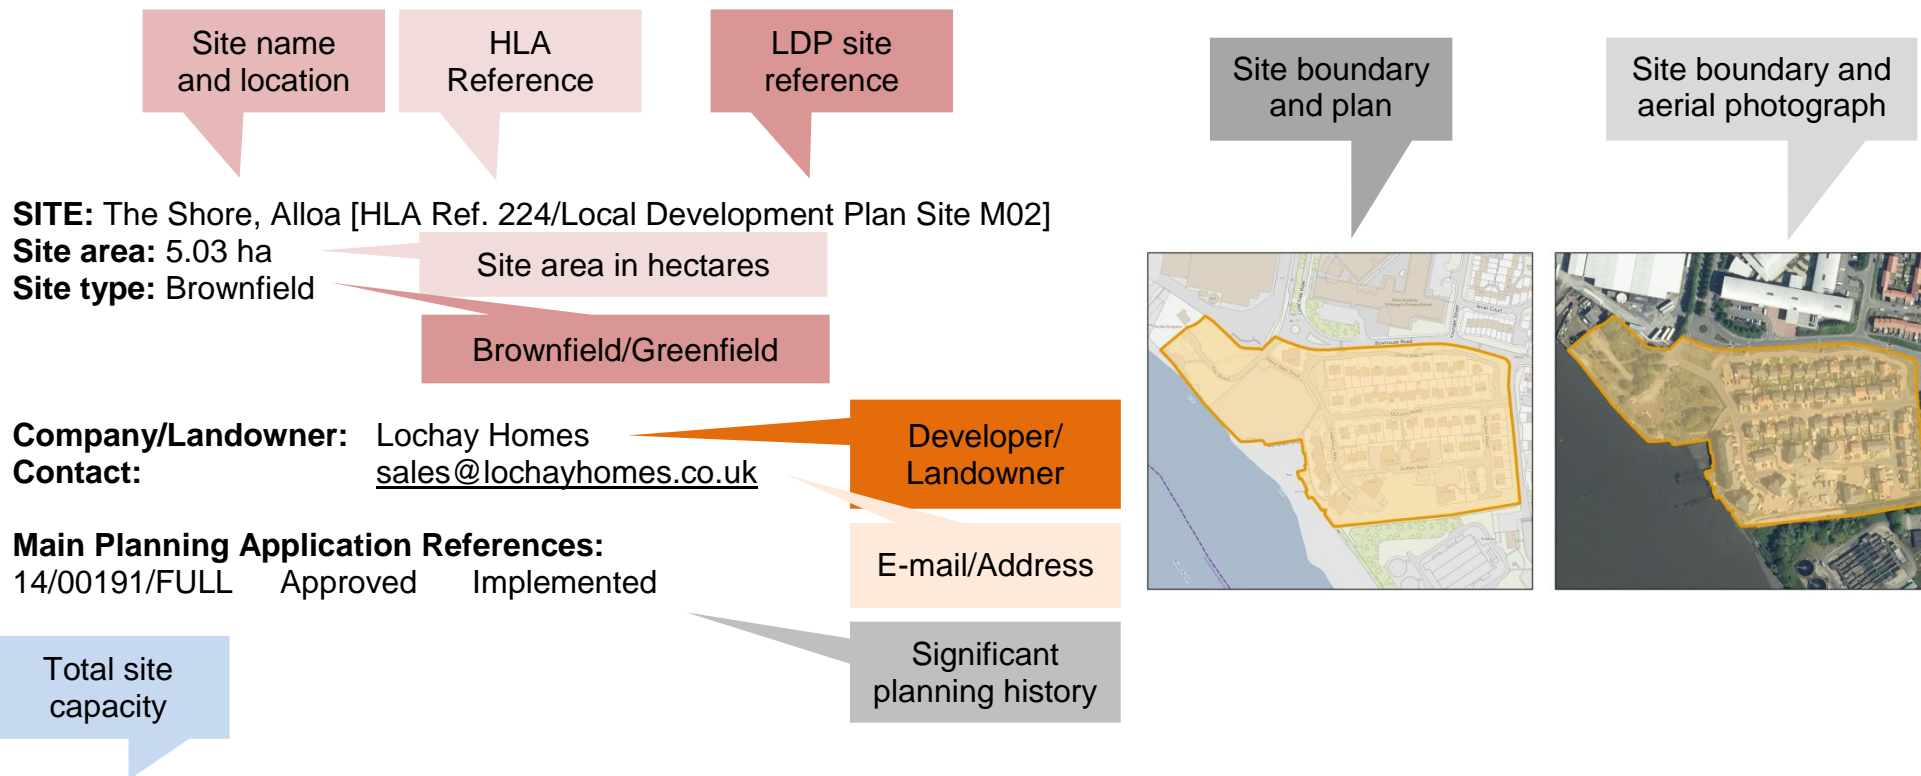 Site name
and location
HLA
Reference
LDP site
reference
Site boundary
and plan
Site boundary and
aerial photograph
SITE: The Shore, Alloa [HLA Ref. 224/Local Development Plan Site M02]
Site area: 5.03 ha
Site area in hectares
Site type: Brownfield
Brownfield/Greenfield
Company/Landowner: Lochay Homes
Contact: sales@lochayhomes.co.uk
Developer/
Landowner
Main Planning Application References:
14/00191/FULL Approved Implemented
E-mail/Address
Significant
planning history
Total site
capacity
Bowhouse Road